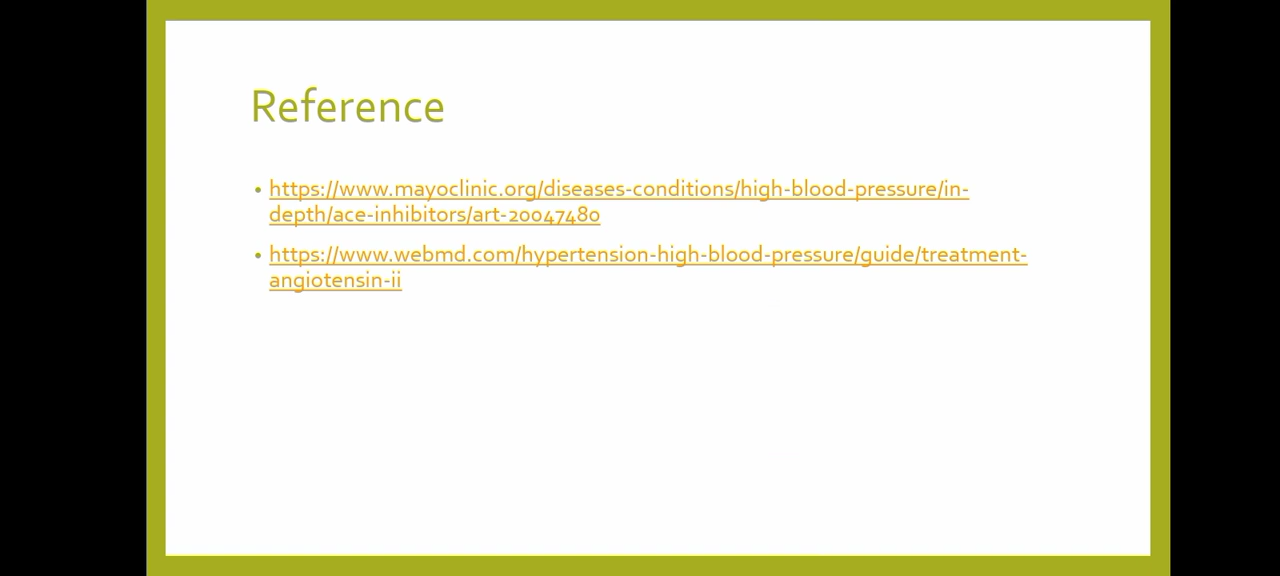 Reference
• https://www.mayoclinic.org/diseases-conditions/high-blood-pressure/in-
depth/ace-inhibitors/art-20047480
• https://www.webmd.com/hypertension-high-blood-pressure/guide/treatment-
angiotensin-ii